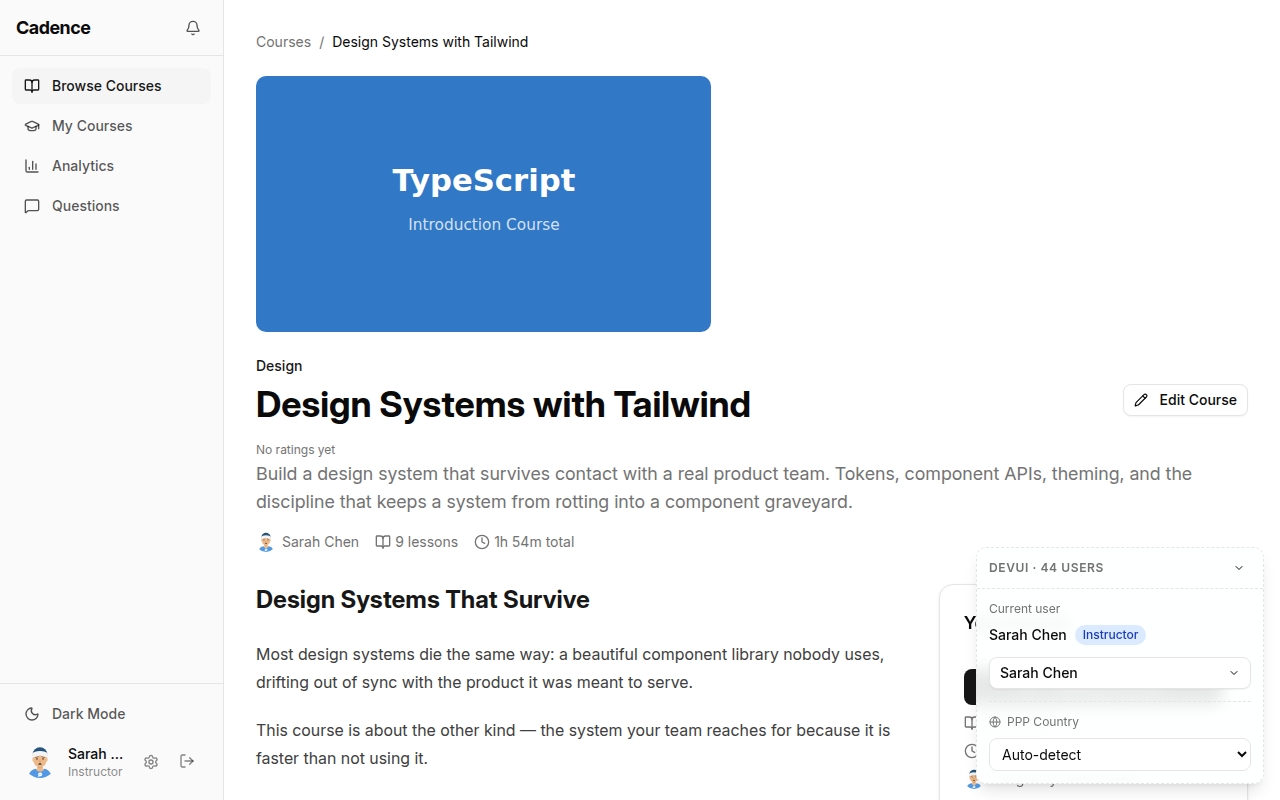 Cadence
Browse Courses
My Courses
Analytics
Questions
Dark Mode
Sarah ...
Instructor
Courses / Design Systems with Tailwind
TypeScript
Introduction Course
Design
Design Systems with Tailwind
Edit Course
No ratings yet
Build a design system that survives contact with a real product team. Tokens, component APIs, theming, and the
discipline that keeps a system from rotting into a component graveyard.
Sarah Chen
9 lessons
1h 54m total
Design Systems That Survive
Most design systems die the same way: a beautiful component library nobody uses,
drifting out of sync with the product it was meant to serve.
This course is about the other kind — the system your team reaches for because it is
faster than not using it.
DEVUI · 44 USERS
Current user
Sarah Chen Instructor
Sarah Chen
PPP Country
Auto-detect